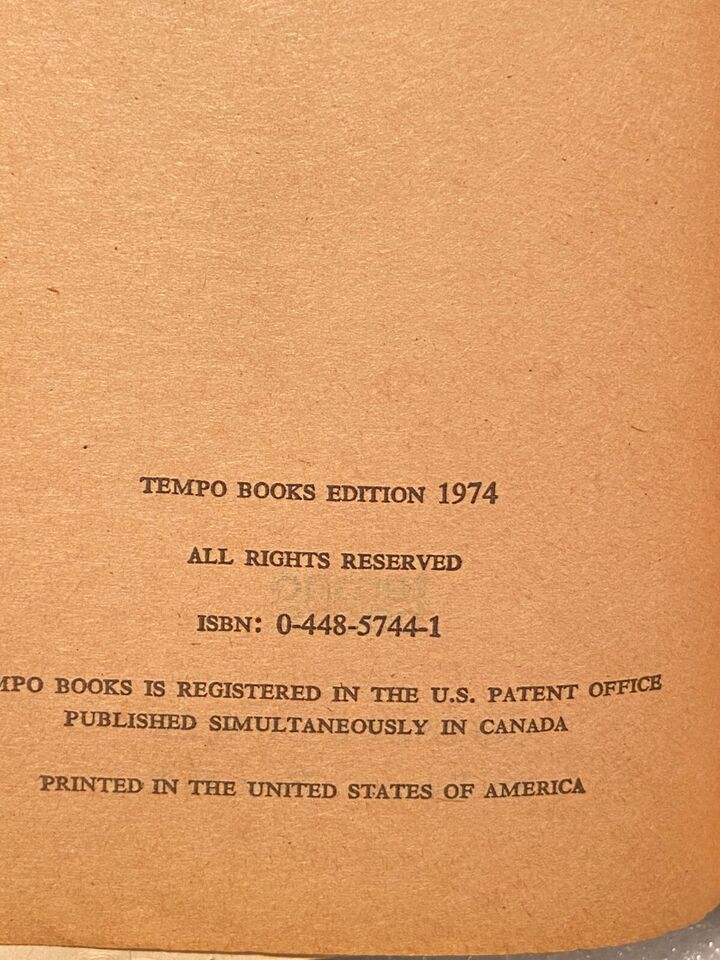 TEMPO BOOKS EDITION 1974
ALL RIGHTS RESERVED
ISBN: 0-448-5744-1
MPO BOOKS IS REGISTERED IN THE U.S. PATENT OFFICE
PUBLISHED SIMULTANEOUSLY IN CANADA
PRINTED IN THE UNITED STATES OF AMERICA